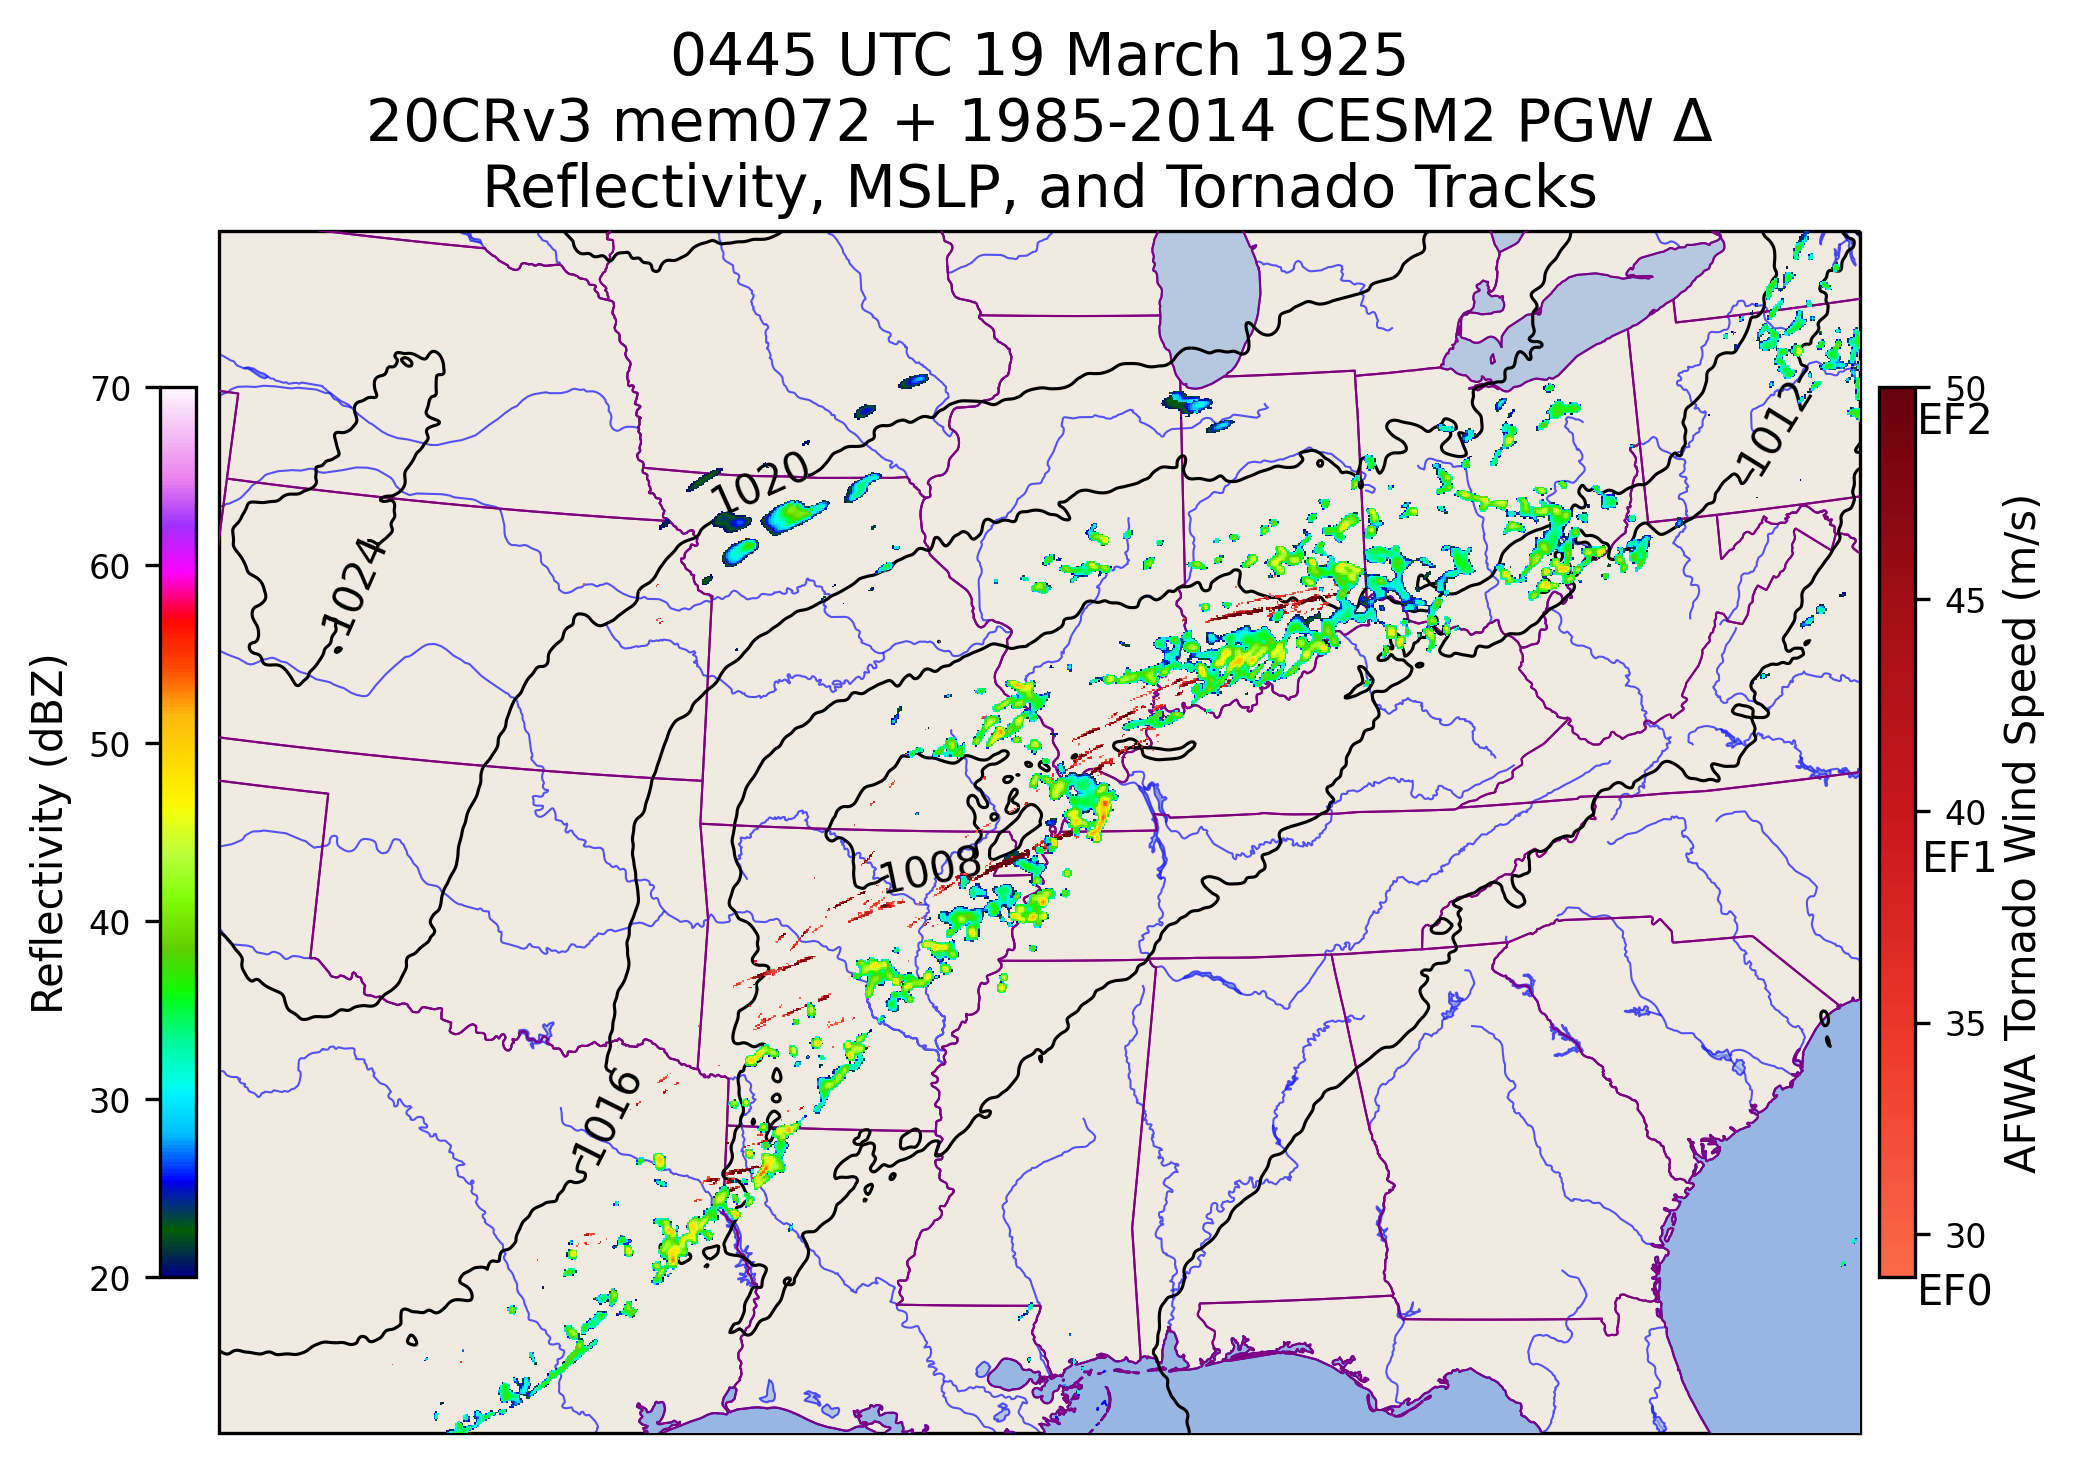 0445 UTC 19 March 1925
20CRv3 mem072 + 1985-2014 CESM2 PGW Δ
Reflectivity, MSLP, and Tornado Tracks
70
60
50
40
30
20
Reflectivity (dBZ)
1020
1024
1012
1008
1016
50
EF2
45
40
EF1
35
30
EF0
AFWA Tornado Wind Speed (m/s)